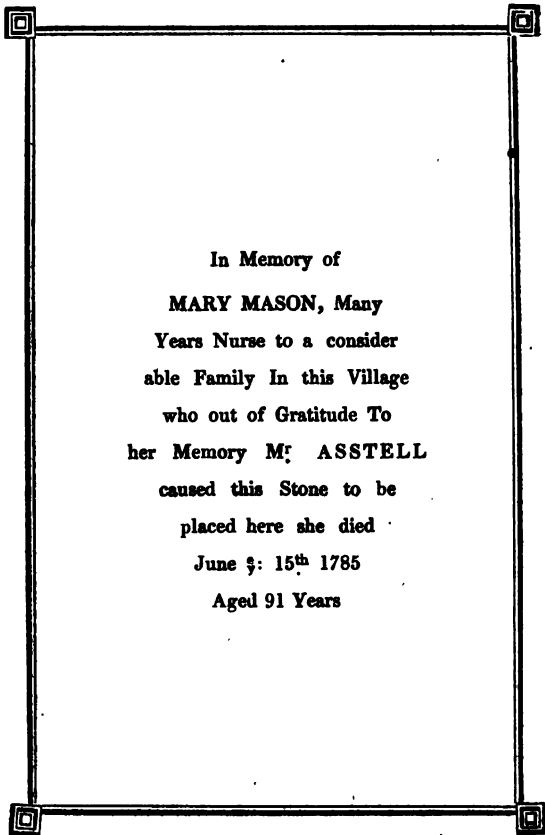 In Memory of
MARY MASON, Many
Years Nurse to a consider
able Family In this Village
who out of Gratitude To
her Memory Mr. ASSTELL
caused this Stone to be
placed here she died
June ye: 15th 1785
Aged 91 Years